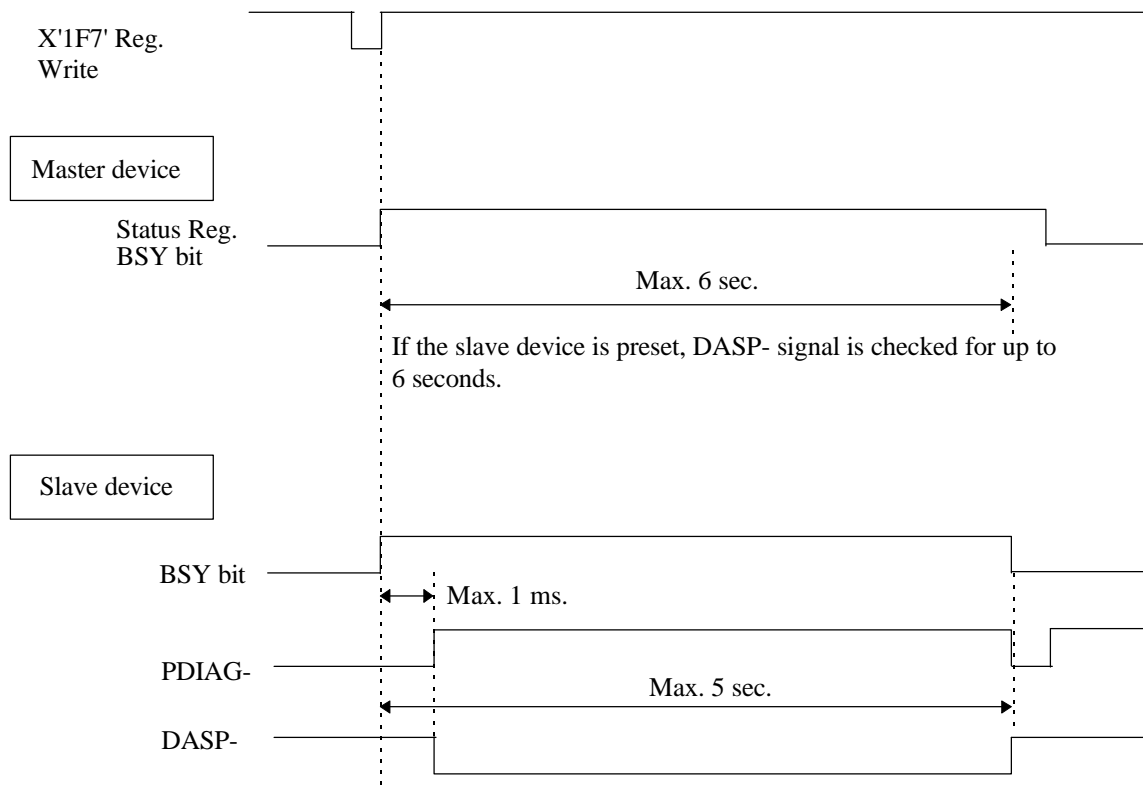 X'1F7' Reg.
Write
Master device
Status Reg.
BSY bit
Max. 6 sec.
If the slave device is preset, DASP- signal is checked for up to
6 seconds.
Slave device
BSY bit
Max. 1 ms.
PDIAG-
Max. 5 sec.
DASP-